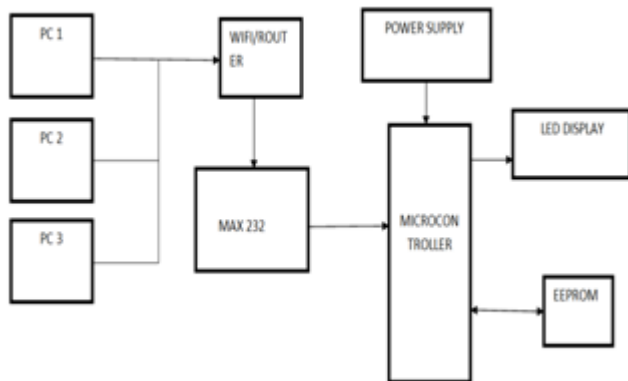 PC 1
WIFI/ROUT
ER
POWER SUPPLY
PC 2
LED DISPLAY
MAX 232
MICROCON
TROLLER
PC 3
EEPROM